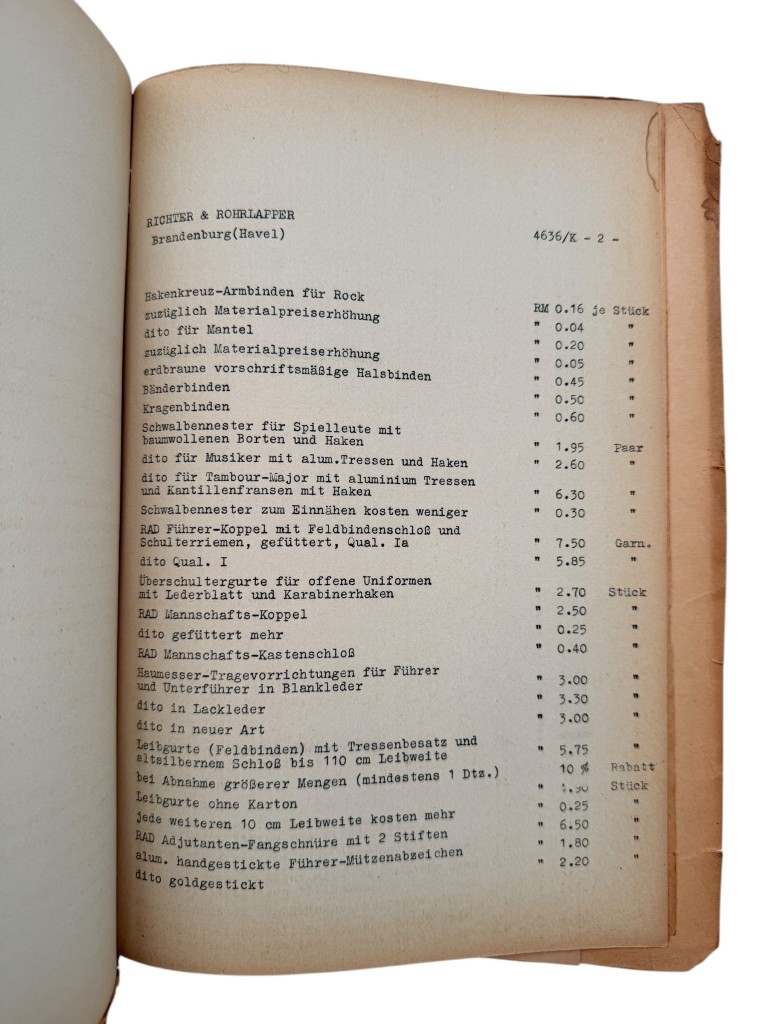 RICHTER & ROHRLAPPER
Brandenburg(Havel) 4636/K - 2 -
Hakenkreuz-Armbinden für Rock RM 0.16 je Stück
zuzüglich Materialpreiserhöhung " 0.04 "
dito für Mantel " 0.20 "
zuzüglich Materialpreiserhöhung " 0.05 "
erdbraune vorschriftsmäßige Halsbinden " 0.45 "
Bänderbinden " 0.50 "
Kragenbinden " 0.60 "
Schwalbennester für Spielleute mit
baumwollenen Borten und Haken " 1.95 Paar
dito für Musiker mit alum.Tressen und Haken " 2.60 "
dito für Tambour-Major mit aluminium Tressen
und Kantillenfransen mit Haken " 6.30 "
Schwalbennester zum Einnähen kosten weniger " 0.30 "
RAD Führer-Koppel mit Feldbindenschloß und
Schulterriemen, gefüttert, Qual. Ia " 7.50 Garn.
dito Qual. I " 5.85 "
Überschultergurte für offene Uniformen
mit Lederblatt und Karabinerhaken " 2.70 Stück
RAD Mannschafts-Koppel " 2.50 "
dito gefüttert mehr " 0.25 "
RAD Mannschafts-Kastenschloß " 0.40 "
Haumesser-Tragevorrichtungen für Führer
und Unterführer in Blankleder " 3.00 "
dito in Lackleder " 3.30 "
dito in neuer Art " 3.00 "
Leibgurte (Feldbinden) mit Tressenbesatz und
altsilbernem Schloß bis 110 cm Leibweite " 5.75 "
bei Abnahme größerer Mengen (mindestens 1 Dtz.) 10 % Rabatt
Leibgurte ohne Karton " Stück
jede weiteren 10 cm Leibweite kosten mehr " 0.25 "
RAD Adjutanten-Fangschnüre mit 2 Stiften " 6.50 "
alum. handgestickte Führer-Mützenabzeichen " 1.80 "
dito goldgestickt " 2.20 "